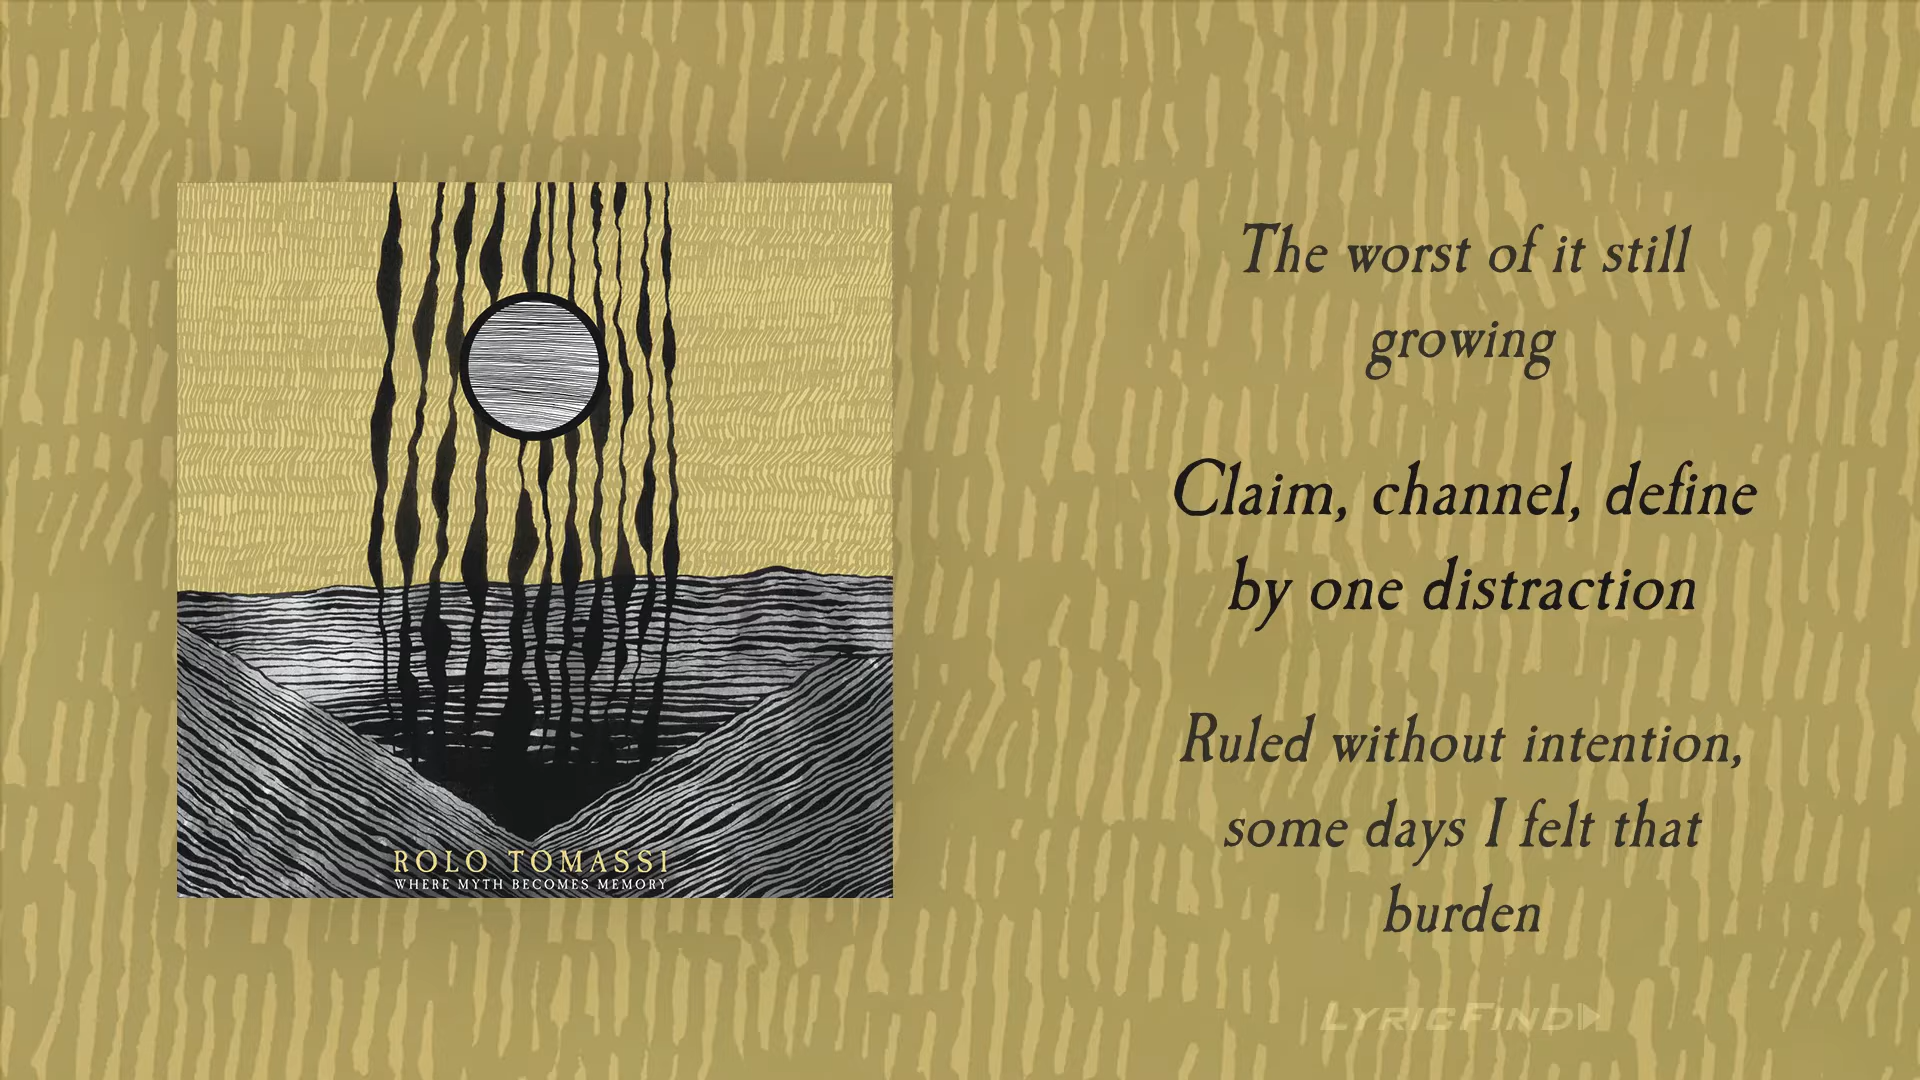 The worst of it still
growing
Claim, channel, define
by one distraction
Ruled without intention,
some days I felt that
burden
ROLO TOMASSI
WHERE MYTH BECOMES MEMORY
LYRICFIND